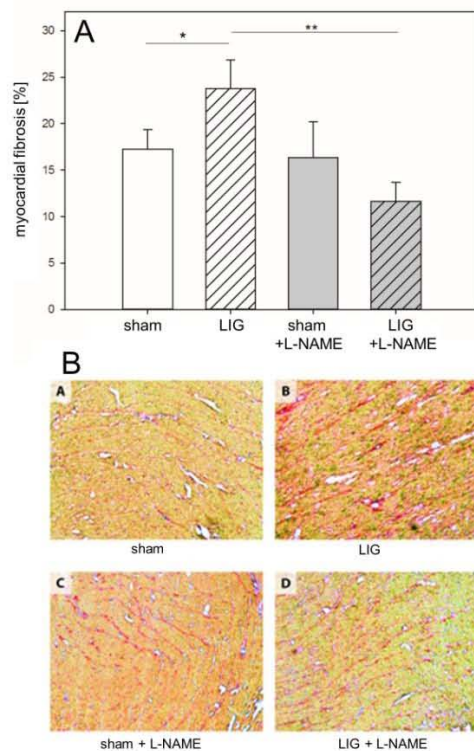 A
* **
myocardial fibrosis [%]
30
25
20
15
10
5
0
sham LIG sham LIG
+L-NAME +L-NAME
B
A B
sham LIG
C D
sham + L-NAME LIG + L-NAME